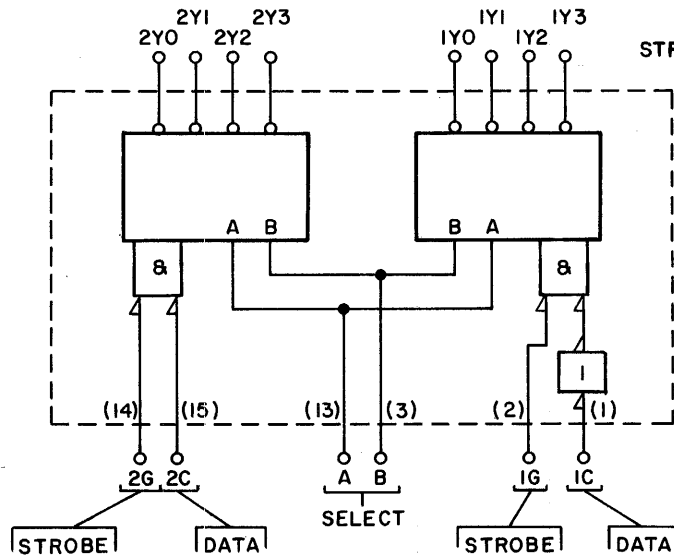 2Y0 2Y1 2Y2 2Y3 1Y0 1Y1 1Y2 1Y3
STR
A B B A
& &
1
(14) (15) (13) (3) (2) (1)
2G 2C A B 1G 1C
SELECT
STROBE DATA STROBE DATA